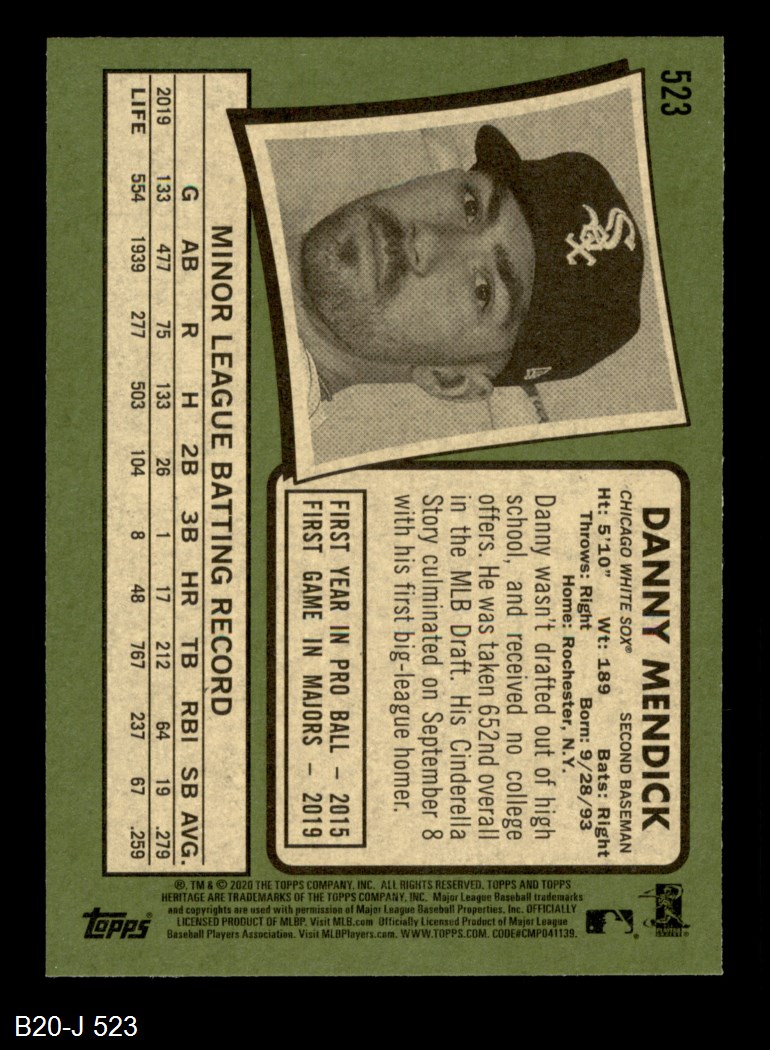 523
DANNY MENDICK
CHICAGO WHITE SOX® SECOND BASEMAN
Ht: 5'10" Wt: 189 Bats: Right
Throws: Right Born: 9/28/93
Home: Rochester, N.Y.
Danny wasn't drafted out of high
school, and received no college
offers. He was taken 652nd overall
in the MLB Draft. His Cinderella
Story culminated on September 8
with his first big-league homer.
FIRST YEAR IN PRO BALL – 2015
FIRST GAME IN MAJORS – 2019
MINOR LEAGUE BATTING RECORD
G AB R H 2B 3B HR TB RBI SB AVG.
2019 133 477 75 133 26 1 17 212 64 19 .279
LIFE 554 1939 277 503 104 8 48 767 237 67 .259
®, TM & © 2020 THE TOPPS COMPANY, INC. ALL RIGHTS RESERVED. TOPPS AND TOPPS
HERITAGE ARE TRADEMARKS OF THE TOPPS COMPANY, INC. Major League Baseball trademarks
and copyrights are used with permission of Major League Baseball Properties, Inc. OFFICIALLY
LICENSED PRODUCT OF MLBP. Visit MLB.com Officially Licensed Product of Major League
Baseball Players Association. Visit MLBPlayers.com. WWW.TOPPS.COM. CODE#CMP041139.
topps®
B20-J 523